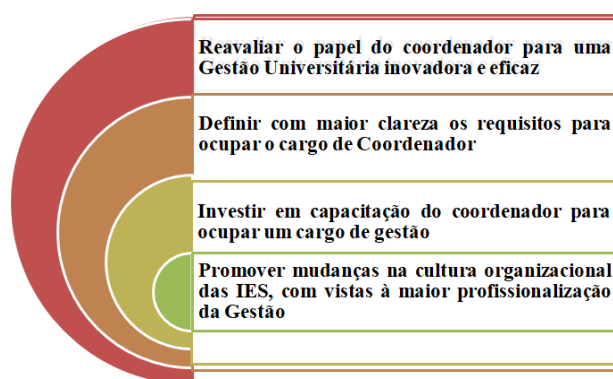 Reavaliar o papel do coordenador para uma
Gestão Universitária inovadora e eficaz
Definir com maior clareza os requisitos para
ocupar o cargo de Coordenador
Investir em capacitação do coordenador para
ocupar um cargo de gestão
Promover mudanças na cultura organizacional
das IES, com vistas à maior profissionalização
da Gestão